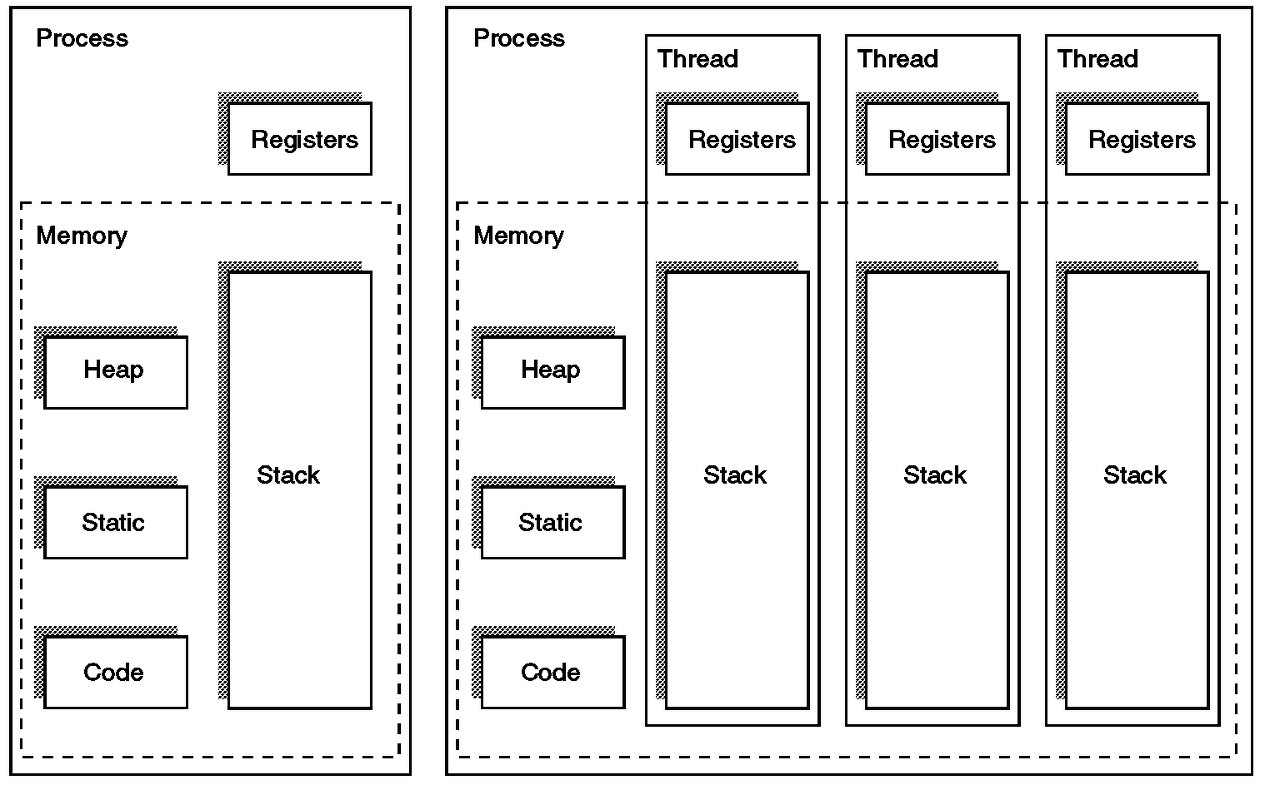 Process
Registers
Memory
Heap
Stack
Static
Code
Process
Thread
Thread
Thread
Registers
Registers
Registers
Memory
Heap
Static
Code
Stack
Stack
Stack